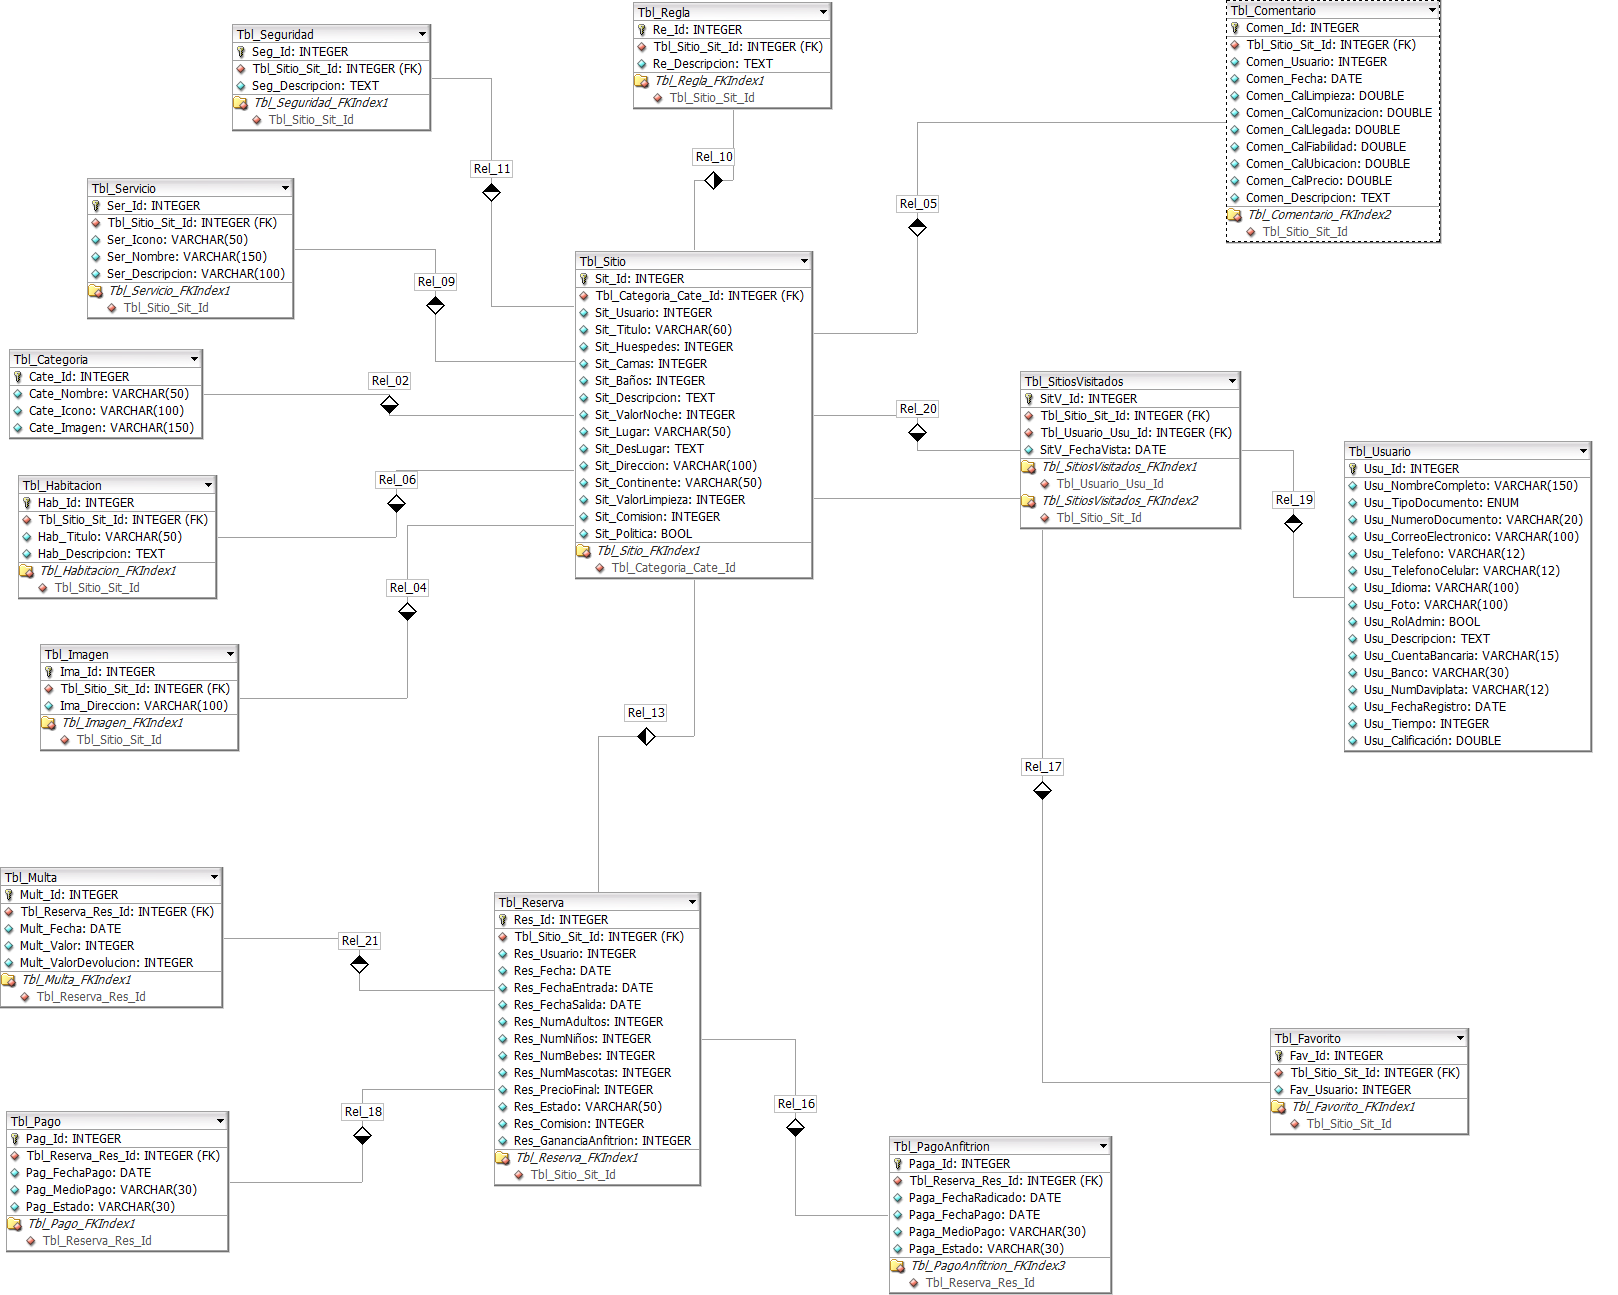 Tbl_Seguridad
Seg_Id: INTEGER
Tbl_Sitio_Sit_Id: INTEGER (FK)
Seg_Descripcion: TEXT
Tbl_Seguridad_FKIndex1
Tbl_Sitio_Sit_Id
Tbl_Regla
Re_Id: INTEGER
Tbl_Sitio_Sit_Id: INTEGER (FK)
Re_Descripcion: TEXT
Tbl_Regla_FKIndex1
Tbl_Sitio_Sit_Id
Tbl_Comentario
Comen_Id: INTEGER
Tbl_Sitio_Sit_Id: INTEGER (FK)
Comen_Usuario: INTEGER
Comen_Fecha: DATE
Comen_CalLimpieza: DOUBLE
Comen_CalComunizacion: DOUBLE
Comen_CalLlegada: DOUBLE
Comen_CalFiabilidad: DOUBLE
Comen_CalUbicacion: DOUBLE
Comen_CalPrecio: DOUBLE
Comen_Descripcion: TEXT
Tbl_Comentario_FKIndex2
Tbl_Sitio_Sit_Id
Rel_11
Rel_10
Rel_05
Tbl_Servicio
Ser_Id: INTEGER
Tbl_Sitio_Sit_Id: INTEGER (FK)
Ser_Icono: VARCHAR(50)
Ser_Nombre: VARCHAR(150)
Ser_Descripcion: VARCHAR(100)
Tbl_Servicio_FKIndex1
Tbl_Sitio_Sit_Id
Rel_09
Tbl_Sitio
Sit_Id: INTEGER
Tbl_Categoria_Cate_Id: INTEGER (FK)
Sit_Usuario: INTEGER
Sit_Titulo: VARCHAR(60)
Sit_Huespedes: INTEGER
Sit_Camas: INTEGER
Sit_Baños: INTEGER
Sit_Descripcion: TEXT
Sit_ValorNoche: INTEGER
Sit_Lugar: VARCHAR(50)
Sit_DesLugar: TEXT
Sit_Direccion: VARCHAR(100)
Sit_Continente: VARCHAR(50)
Sit_ValorLimpieza: INTEGER
Sit_Comision: INTEGER
Sit_Politica: BOOL
Tbl_Sitio_FKIndex1
Tbl_Categoria_Cate_Id
Tbl_Categoria
Cate_Id: INTEGER
Cate_Nombre: VARCHAR(50)
Cate_Icono: VARCHAR(100)
Cate_Imagen: VARCHAR(150)
Rel_02
Rel_20
Tbl_SitiosVisitados
SitV_Id: INTEGER
Tbl_Sitio_Sit_Id: INTEGER (FK)
Tbl_Usuario_Usu_Id: INTEGER (FK)
SitV_FechaVista: DATE
Tbl_SitiosVisitados_FKIndex1
Tbl_Usuario_Usu_Id
Tbl_SitiosVisitados_FKIndex2
Tbl_Sitio_Sit_Id
Rel_19
Tbl_Usuario
Usu_Id: INTEGER
Usu_NombreCompleto: VARCHAR(150)
Usu_TipoDocumento: ENUM
Usu_NumeroDocumento: VARCHAR(20)
Usu_CorreoElectronico: VARCHAR(100)
Usu_Telefono: VARCHAR(12)
Usu_TelefonoCelular: VARCHAR(12)
Usu_Idioma: VARCHAR(100)
Usu_Foto: VARCHAR(100)
Usu_RolAdmin: BOOL
Usu_Descripcion: TEXT
Usu_CuentaBancaria: VARCHAR(15)
Usu_Banco: VARCHAR(30)
Usu_NumDaviplata: VARCHAR(12)
Usu_FechaRegistro: DATE
Usu_Tiempo: INTEGER
Usu_Calificación: DOUBLE
Tbl_Habitacion
Hab_Id: INTEGER
Tbl_Sitio_Sit_Id: INTEGER (FK)
Hab_Titulo: VARCHAR(50)
Hab_Descripcion: TEXT
Tbl_Habitacion_FKIndex1
Tbl_Sitio_Sit_Id
Rel_06
Rel_04
Tbl_Imagen
Ima_Id: INTEGER
Tbl_Sitio_Sit_Id: INTEGER (FK)
Ima_Direccion: VARCHAR(100)
Tbl_Imagen_FKIndex1
Tbl_Sitio_Sit_Id
Rel_13
Rel_17
Tbl_Multa
Mult_Id: INTEGER
Tbl_Reserva_Res_Id: INTEGER (FK)
Mult_Fecha: DATE
Mult_Valor: INTEGER
Mult_ValorDevolucion: INTEGER
Tbl_Multa_FKIndex1
Tbl_Reserva_Res_Id
Rel_21
Tbl_Reserva
Res_Id: INTEGER
Tbl_Sitio_Sit_Id: INTEGER (FK)
Res_Usuario: INTEGER
Res_Fecha: DATE
Res_FechaEntrada: DATE
Res_FechaSalida: DATE
Res_NumAdultos: INTEGER
Res_NumNiños: INTEGER
Res_NumBebes: INTEGER
Res_NumMascotas: INTEGER
Res_PrecioFinal: INTEGER
Res_Estado: VARCHAR(50)
Res_Comision: INTEGER
Res_GananciaAnfitrion: INTEGER
Tbl_Reserva_FKIndex1
Tbl_Sitio_Sit_Id
Tbl_Pago
Pag_Id: INTEGER
Tbl_Reserva_Res_Id: INTEGER (FK)
Pag_FechaPago: DATE
Pag_MedioPago: VARCHAR(30)
Pag_Estado: VARCHAR(30)
Tbl_Pago_FKIndex1
Tbl_Reserva_Res_Id
Rel_18
Rel_16
Tbl_PagoAnfitrion
Paga_Id: INTEGER
Tbl_Reserva_Res_Id: INTEGER (FK)
Paga_FechaRadicado: DATE
Paga_FechaPago: DATE
Paga_MedioPago: VARCHAR(30)
Paga_Estado: VARCHAR(30)
Tbl_PagoAnfitrion_FKIndex3
Tbl_Reserva_Res_Id
Tbl_Favorito
Fav_Id: INTEGER
Tbl_Sitio_Sit_Id: INTEGER (FK)
Fav_Usuario: INTEGER
Tbl_Favorito_FKIndex1
Tbl_Sitio_Sit_Id